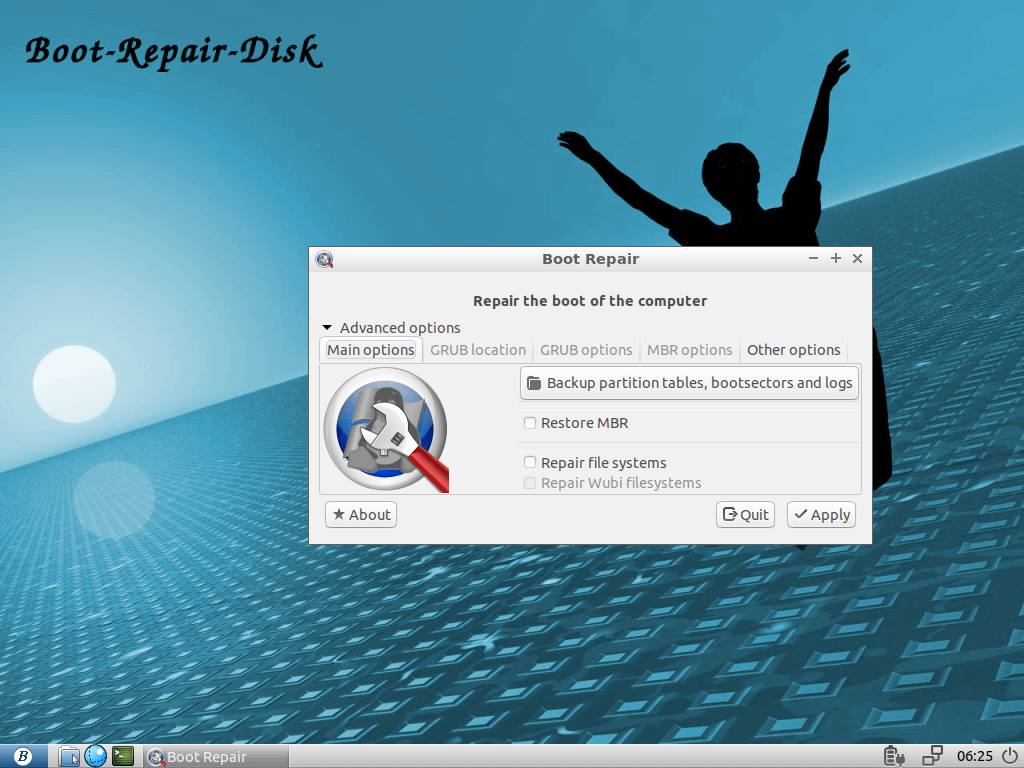 Boot-Repair-Disk
Boot Repair
Repair the boot of the computer
Advanced options
Main options GRUB location GRUB options MBR options Other options
Backup partition tables, bootsectors and logs
Restore MBR
Repair file systems
Repair Wubi filesystems
About Quit Apply
B Boot Repair 06:25